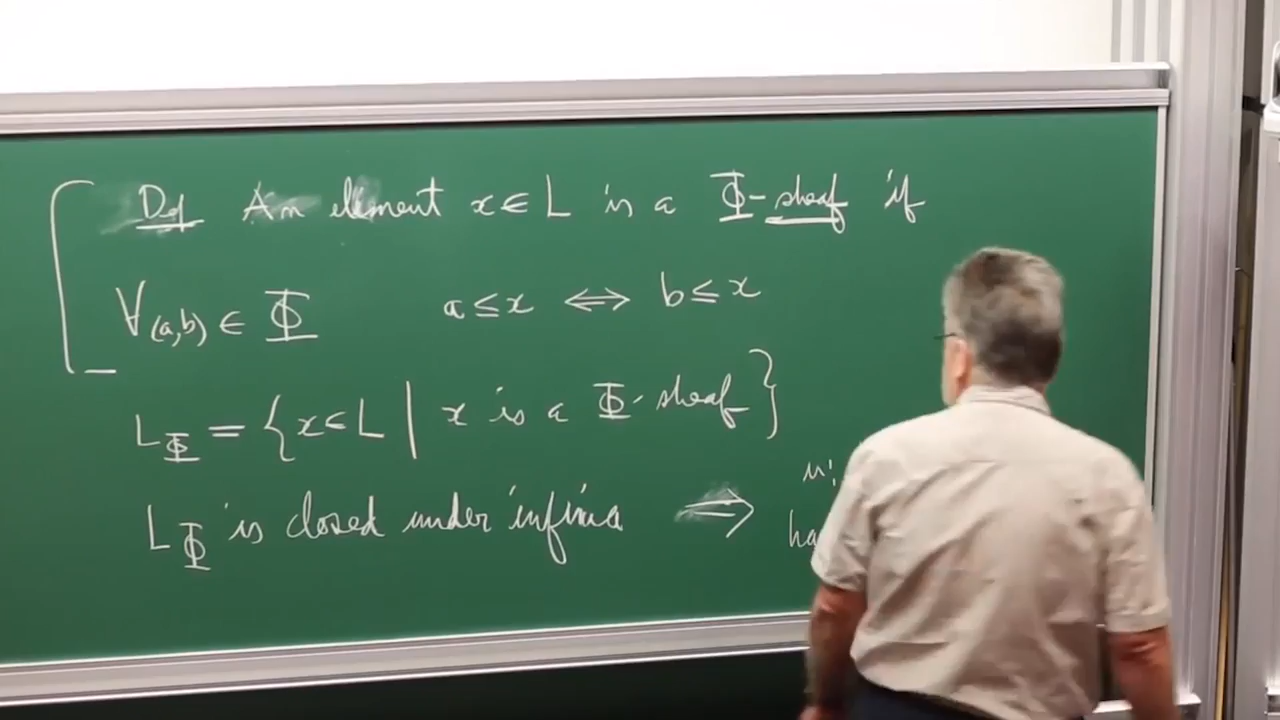 Def An element x ∈ L is a Φ-sheaf if
∀(a,b) ∈ Φ a ≤ x ⟺ b ≤ x
L_Φ = {x ∈ L | x is a Φ-sheaf}
L_Φ is closed under infima ⟹